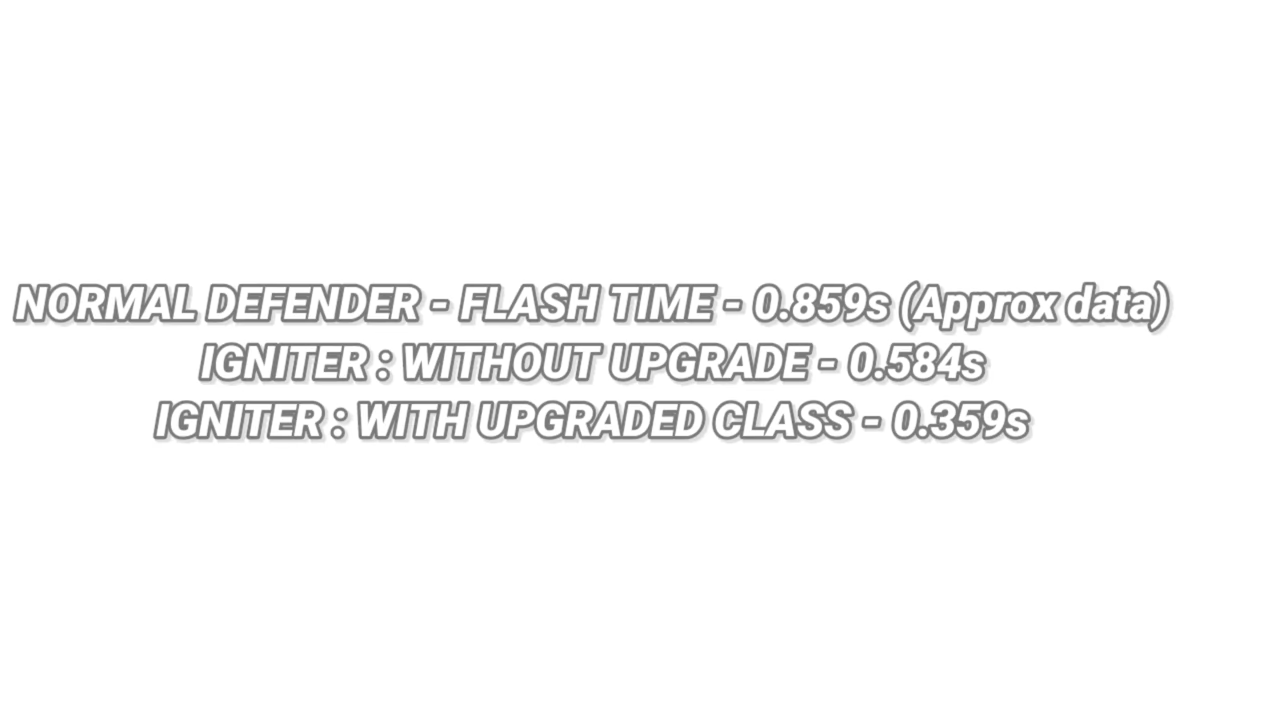 NORMAL DEFENDER - FLASH TIME - 0.859s (Approx data)
IGNITER : WITHOUT UPGRADE - 0.584s
IGNITER : WITH UPGRADED CLASS - 0.359s